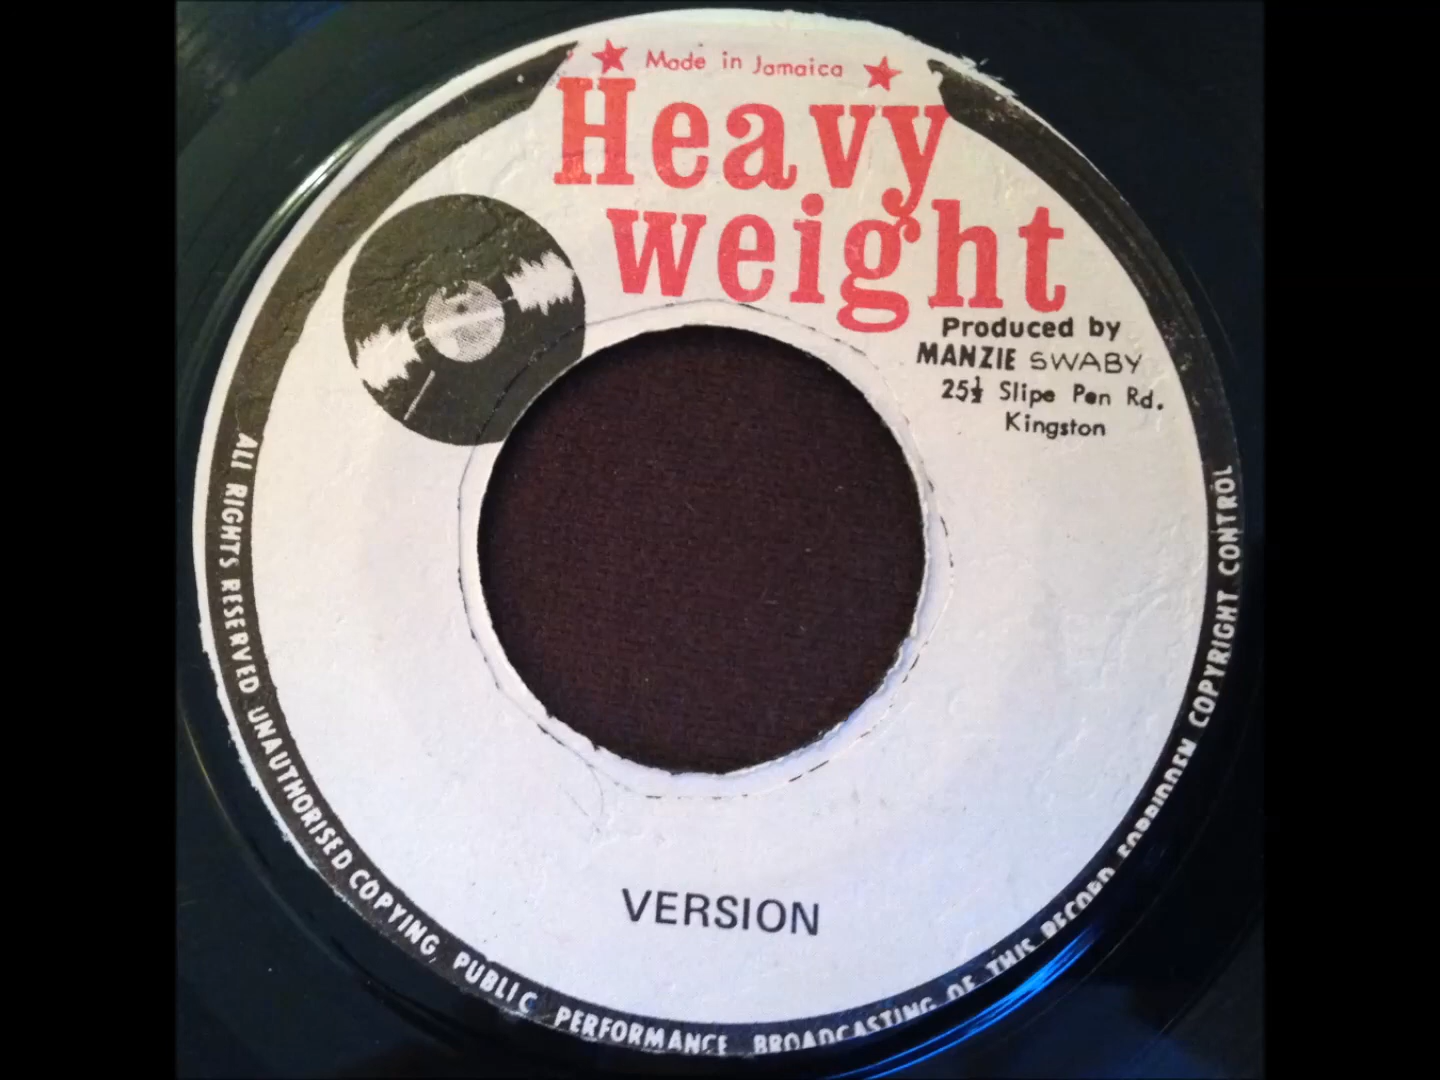 Made in Jamaica
Heavy
weight
Produced by
MANZIE SWABY
25½ Slipe Pen Rd.
Kingston
VERSION
ALL RIGHTS RESERVED UNAUTHORISED COPYING, PUBLIC PERFORMANCE BROADCASTING OF THIS RECORD FORBIDDEN COPYRIGHT CONTROL